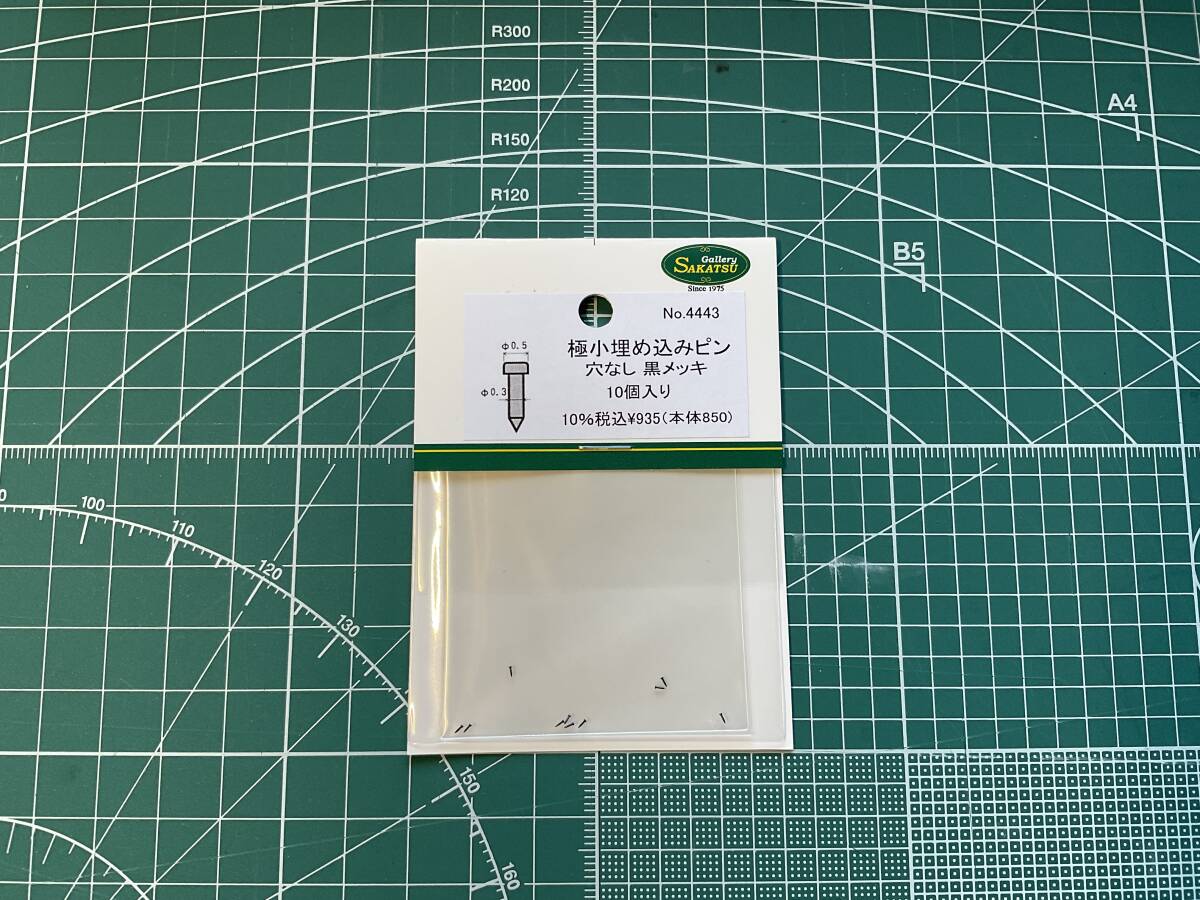 R300
R200
R150
R120
A4
B5
Gallery
SAKATSU
Since 1975
No.4443
極小埋め込みピン
穴なし 黒メッキ
10個入り
10%税込¥935(本体850)
φ0.5
φ0.3
100
110
120
130
150
160